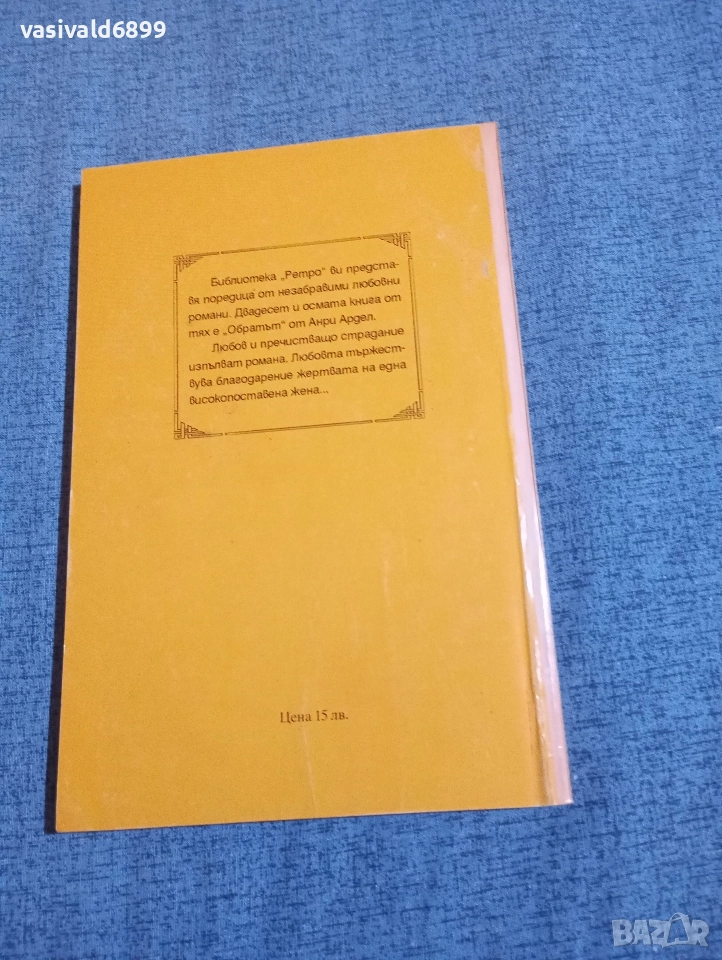 vasivald6899
Библиотека „Ретро“ ви предста-
вя поредица от незабравими любовни
романи. Двадесет и осмата книга от
тях е „Обратът“ от Анри Ардел.
Любов и пречистващо страдание
изпълват романа. Любовта тържест-
вува благодарение жертвата на една
високопоставена жена...
Цена 15 лв.
BAZAR